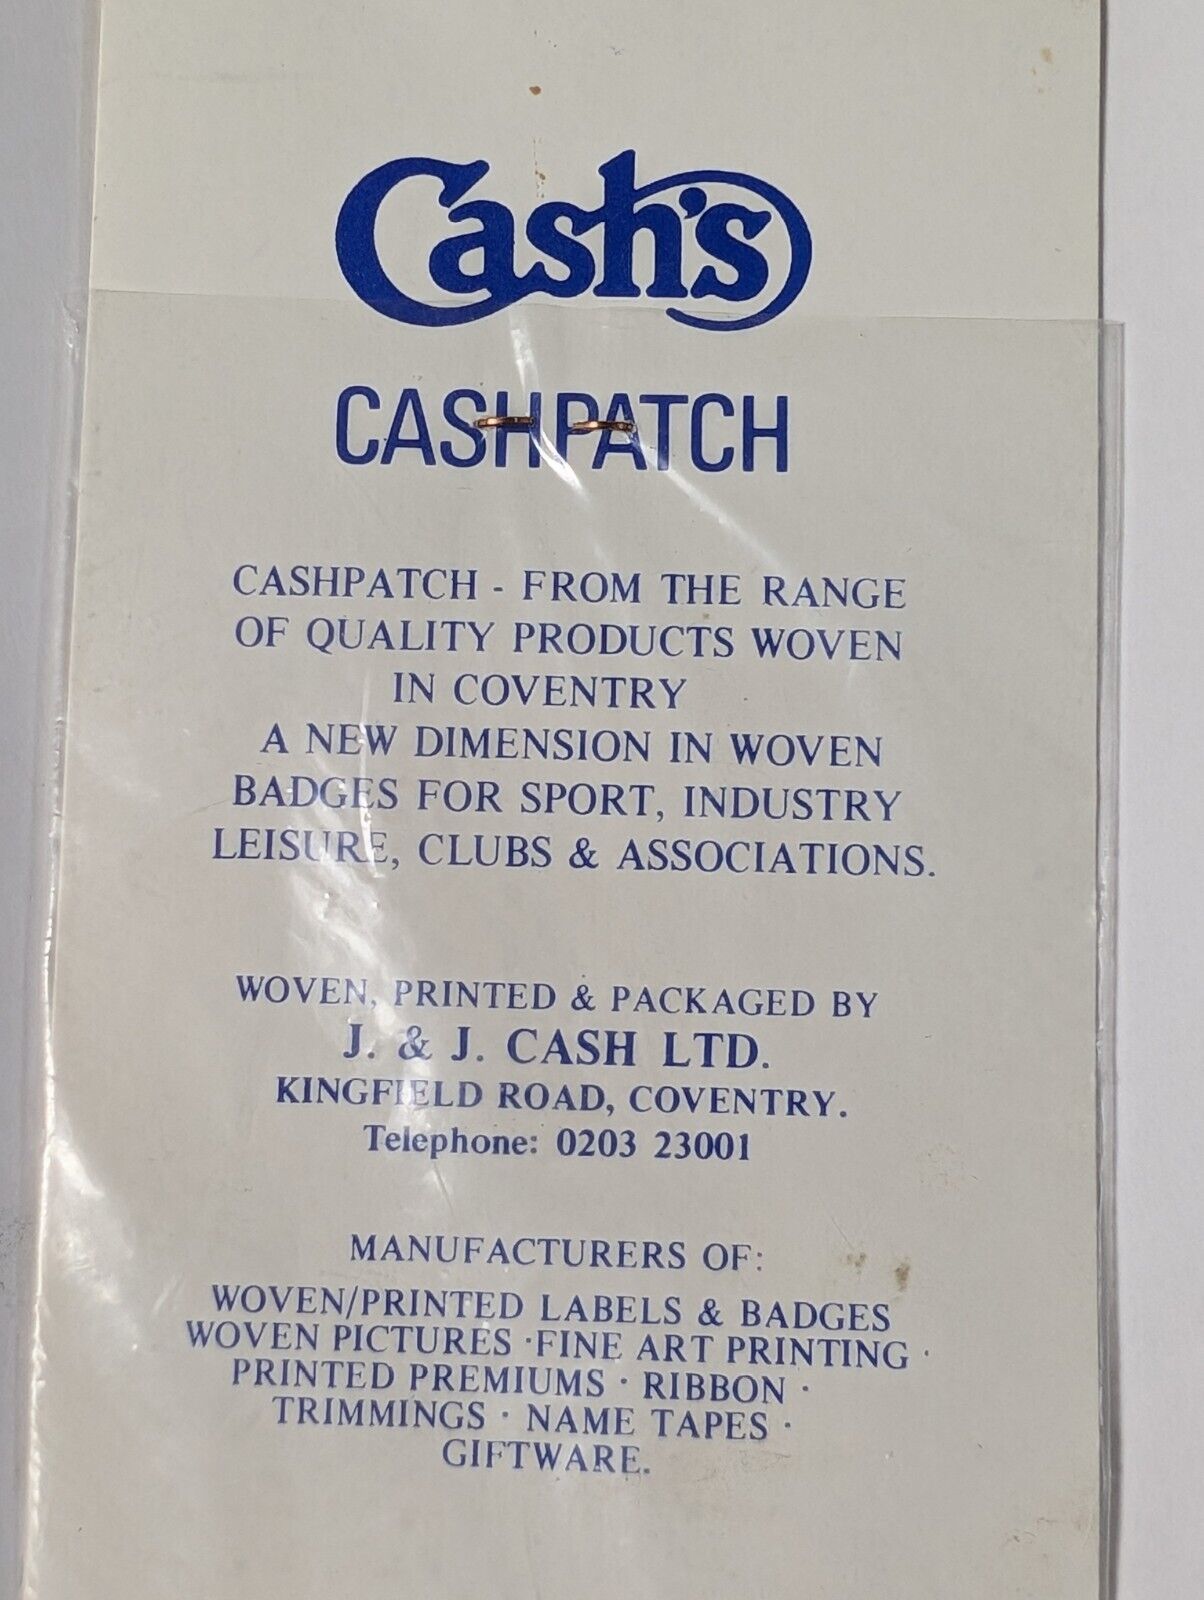 Cash's
CASHPATCH
CASHPATCH - FROM THE RANGE
OF QUALITY PRODUCTS WOVEN
IN COVENTRY
A NEW DIMENSION IN WOVEN
BADGES FOR SPORT, INDUSTRY
LEISURE, CLUBS & ASSOCIATIONS.
WOVEN, PRINTED & PACKAGED BY
J. & J. CASH LTD.
KINGFIELD ROAD, COVENTRY.
Telephone: 0203 23001
MANUFACTURERS OF:
WOVEN/PRINTED LABELS & BADGES
WOVEN PICTURES · FINE ART PRINTING ·
PRINTED PREMIUMS · RIBBON ·
TRIMMINGS · NAME TAPES ·
GIFTWARE.